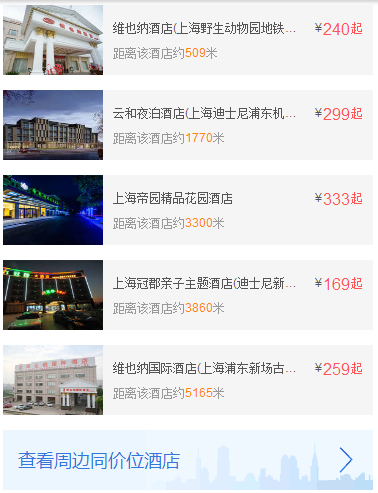 维也纳酒店(上海野生动物园地铁...
¥240起
距离该酒店约509米
云和夜泊酒店(上海迪士尼浦东机...
¥299起
距离该酒店约1770米
上海帝园精品花园酒店
¥333起
距离该酒店约3300米
上海冠郡亲子主题酒店(迪士尼新...
¥169起
距离该酒店约3860米
维也纳国际酒店(上海浦东新场古...
¥259起
距离该酒店约5165米
查看周边同价位酒店